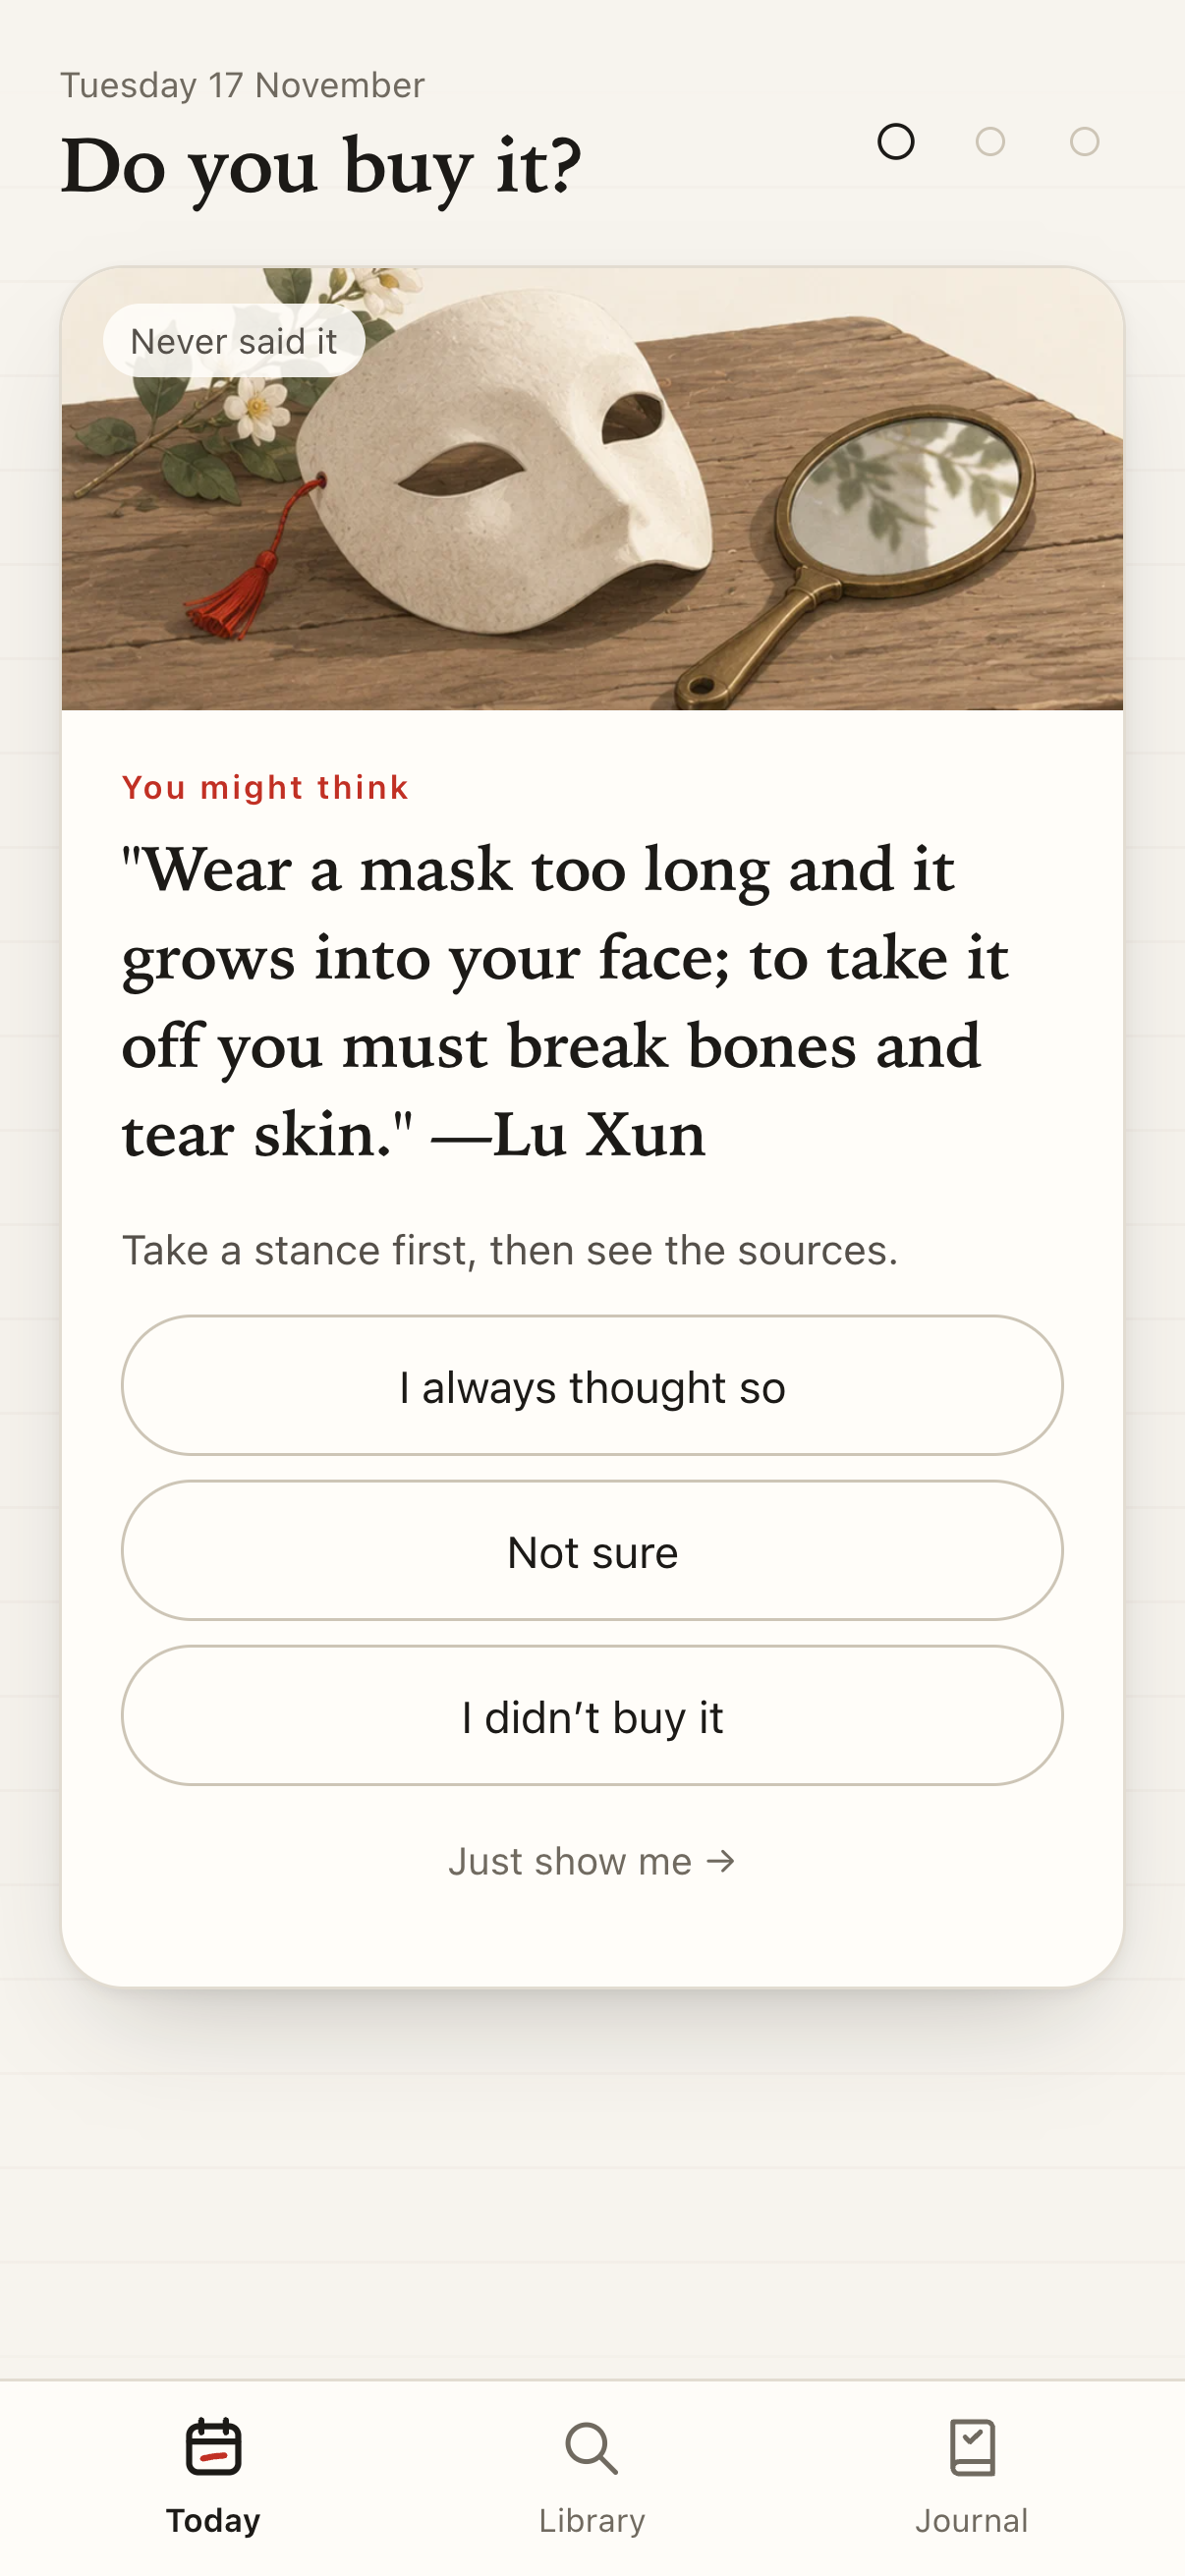 Tuesday 17 November
Do you buy it?
Never said it
You might think
"Wear a mask too long and it
grows into your face; to take it
off you must break bones and
tear skin." —Lu Xun
Take a stance first, then see the sources.
I always thought so
Not sure
I didn’t buy it
Just show me →
Today
Library
Journal